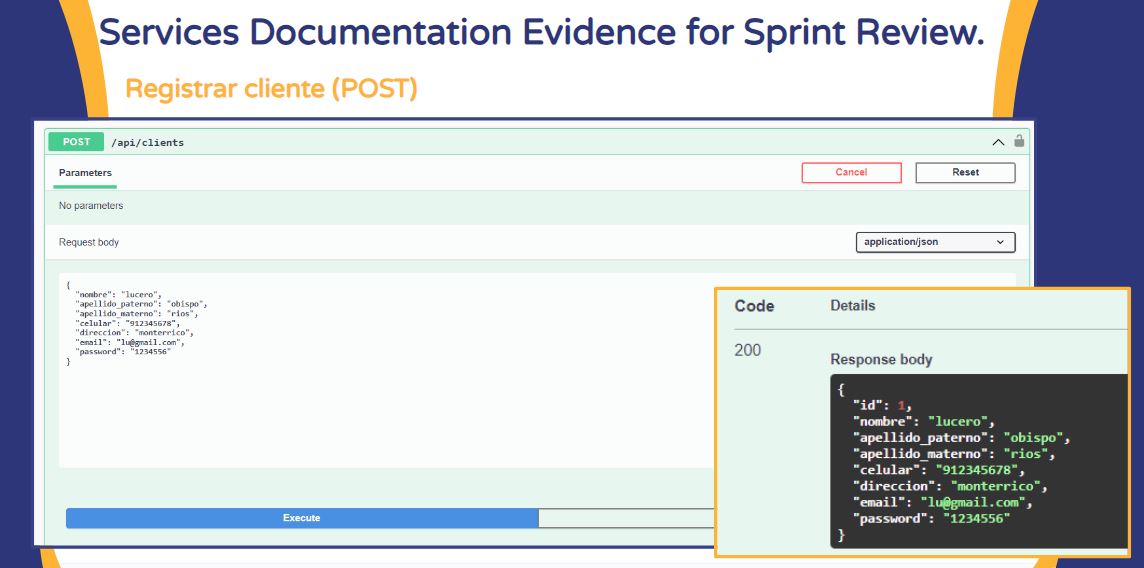 Services Documentation Evidence for Sprint Review.
Registrar cliente (POST)
POST /api/clients
Parameters Cancel Reset
No parameters
Request body application/json
{
"nombre": "lucero",
"apellido_paterno": "obispo",
"apellido_materno": "rios",
"celular": "912345678",
"direccion": "monterrico",
"email": "lu@gmail.com",
"password": "1234556"
}
Execute
Code Details
200
Response body
{
"id": 1,
"nombre": "lucero",
"apellido_paterno": "obispo",
"apellido_materno": "rios",
"celular": "912345678",
"direccion": "monterrico",
"email": "lu@gmail.com",
"password": "1234556"
}